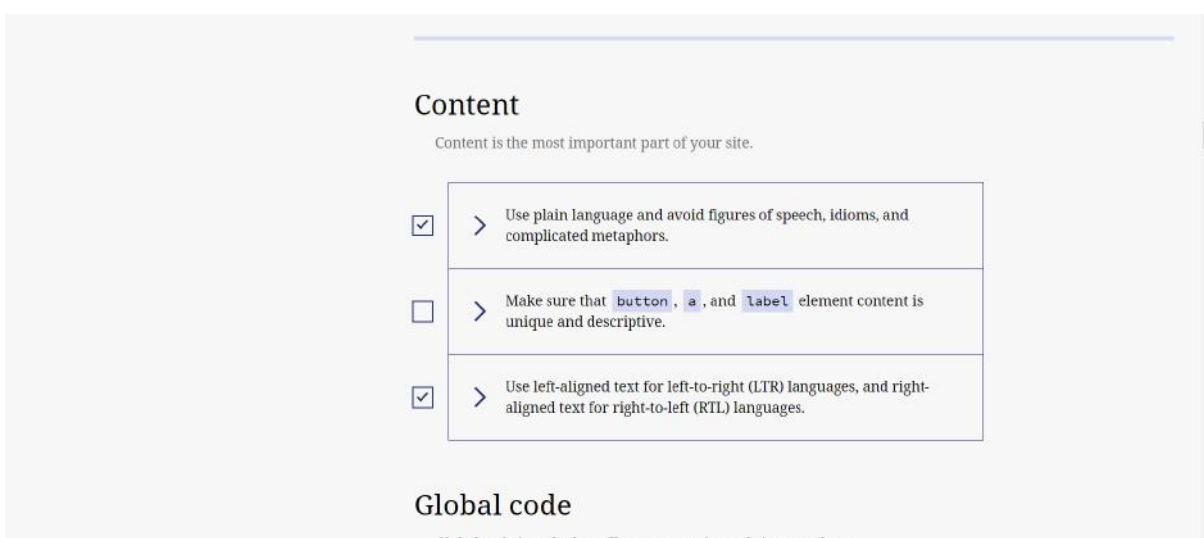 Content
Content is the most important part of your site.
Use plain language and avoid figures of speech, idioms, and
complicated metaphors.
Make sure that button, a, and label element content is
unique and descriptive.
Use left-aligned text for left-to-right (LTR) languages, and right-
aligned text for right-to-left (RTL) languages.
Global code